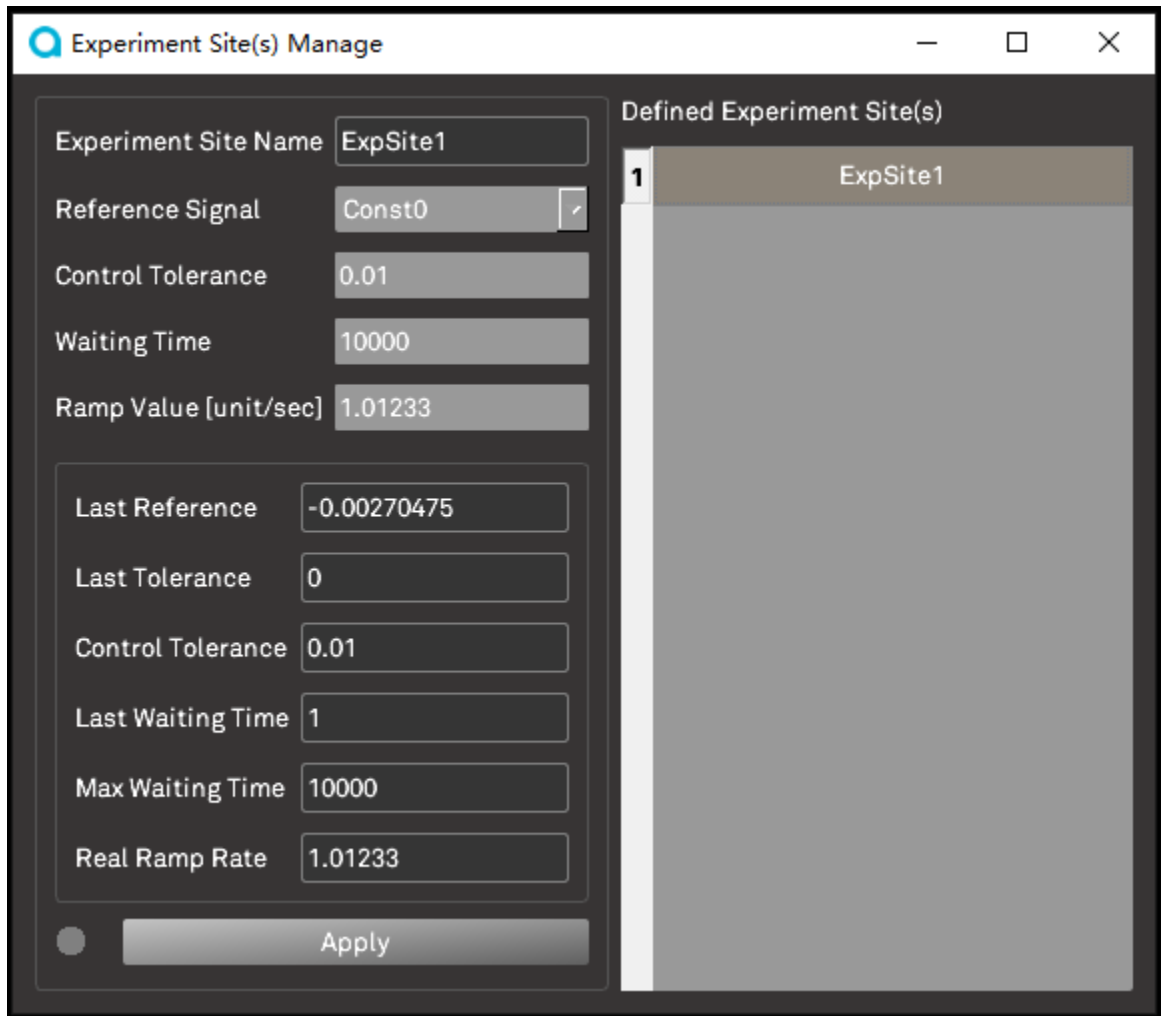 Experiment Site(s) Manage
Experiment Site Name ExpSite1
Reference Signal Const0
Control Tolerance 0.01
Waiting Time 10000
Ramp Value [unit/sec] 1.01233
Last Reference -0.00270475
Last Tolerance 0
Control Tolerance 0.01
Last Waiting Time 1
Max Waiting Time 10000
Real Ramp Rate 1.01233
Apply
Defined Experiment Site(s)
1 ExpSite1